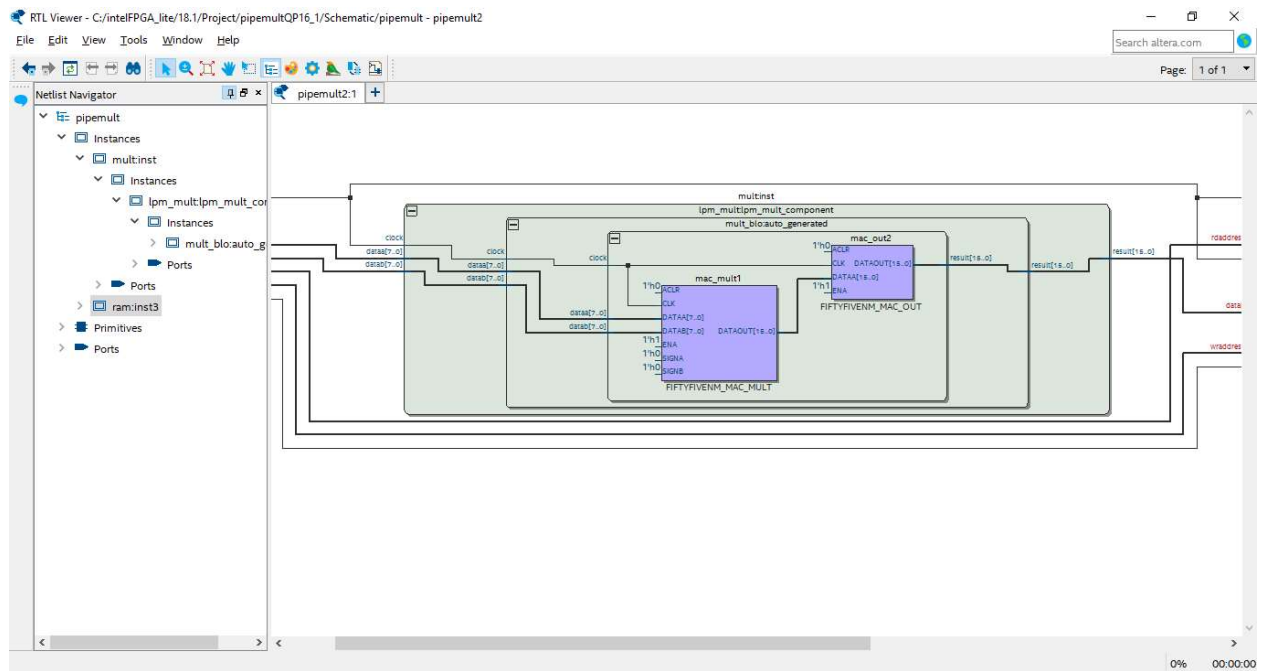 RTL Viewer - C:/intelFPGA_lite/18.1/Project/pipemultQP16_1/Schematic/pipemult - pipemult2
File Edit View Tools Window Help
Search altera.com
Page: 1 of 1
Netlist Navigator
pipemult2:1
pipemult
Instances
mult:inst
Instances
lpm_mult:lpm_mult_cor
Instances
mult_blo:auto_g
Ports
Ports
ram:inst3
Primitives
Ports
mult:inst
lpm_mult:lpm_mult_component
mult_blo:auto_generated
clock
dataa[7..0]
datab[7..0]
clock
dataa[7..0]
datab[7..0]
clock
dataa[7..0]
datab[7..0]
mac_mult1
1'h0
ACLR
CLK
DATAA[7..0]
DATAB[7..0] DATAOUT[15..0]
1'h1
ENA
1'h0
SIGNA
1'h0
SIGNB
FIFTYFIVENM_MAC_MULT
mac_out2
1'h0
ACLR
CLK DATAOUT[15..0]
DATAA[15..0]
1'h1
ENA
FIFTYFIVENM_MAC_OUT
result[15..0]
result[15..0]
result[15..0]
rdaddres
data
wraddres
0% 00:00:00